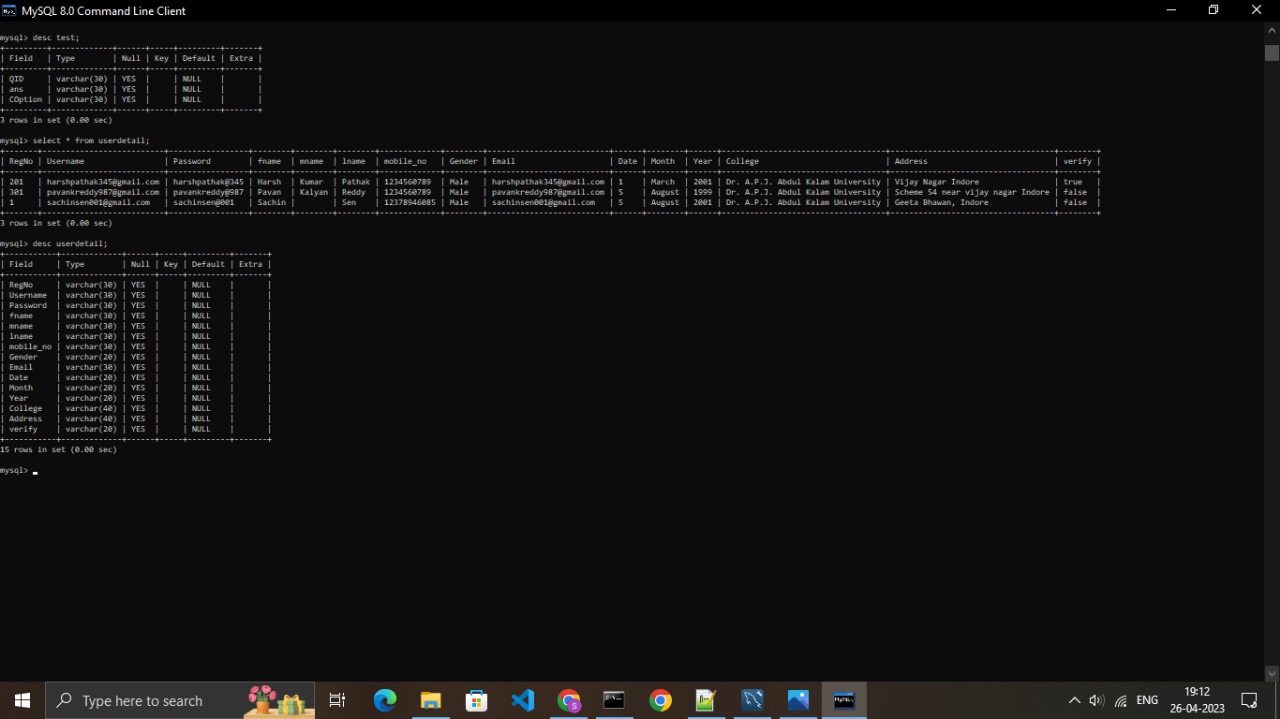 MySQL 8.0 Command Line Client
mysql> desc test;
+---------+-------------+------+-----+---------+-------+
| Field   | Type        | Null | Key | Default | Extra |
+---------+-------------+------+-----+---------+-------+
| QID     | varchar(30) | YES  |     | NULL    |       |
| ans     | varchar(30) | YES  |     | NULL    |       |
| COption | varchar(30) | YES  |     | NULL    |       |
+---------+-------------+------+-----+---------+-------+
3 rows in set (0.00 sec)
mysql> select * from userdetail;
| RegNo | Username | Password | fname | mname | lname | mobile_no | Gender | Email | Date | Month | Year | College | Address | verify |
| 201 | harshpathak345@gmail.com | harshpathak@345 | Harsh | Kumar | Pathak | 1234560789 | Male | harshpathak345@gmail.com | 1 | March | 2001 | Dr. A.P.J. Abdul Kalam University | Vijay Nagar Indore | true |
| 301 | pavankreddy987@gmail.com | pavankreddy@987 | Pavan | Kalyan | Reddy | 1234560789 | Male | pavankreddy987@gmail.com | 5 | August | 1999 | Dr. A.P.J. Abdul Kalam University | Scheme 54 near vijay nagar Indore | false |
| 1 | sachinsen001@gmail.com | sachinsen@001 | Sachin | | Sen | 12378946085 | Male | sachinsen001@gmail.com | 5 | August | 2001 | Dr. A.P.J. Abdul Kalam University | Geeta Bhawan, Indore | false |
3 rows in set (0.00 sec)
mysql> desc userdetail;
+-----------+-------------+------+-----+---------+-------+
| Field     | Type        | Null | Key | Default | Extra |
+-----------+-------------+------+-----+---------+-------+
| RegNo     | varchar(30) | YES  |     | NULL    |       |
| Username  | varchar(30) | YES  |     | NULL    |       |
| Password  | varchar(30) | YES  |     | NULL    |       |
| fname     | varchar(30) | YES  |     | NULL    |       |
| mname     | varchar(30) | YES  |     | NULL    |       |
| lname     | varchar(30) | YES  |     | NULL    |       |
| mobile_no | varchar(30) | YES  |     | NULL    |       |
| Gender    | varchar(20) | YES  |     | NULL    |       |
| Email     | varchar(30) | YES  |     | NULL    |       |
| Date      | varchar(20) | YES  |     | NULL    |       |
| Month     | varchar(20) | YES  |     | NULL    |       |
| Year      | varchar(20) | YES  |     | NULL    |       |
| College   | varchar(40) | YES  |     | NULL    |       |
| Address   | varchar(40) | YES  |     | NULL    |       |
| verify    | varchar(20) | YES  |     | NULL    |       |
+-----------+-------------+------+-----+---------+-------+
15 rows in set (0.00 sec)
mysql>
Type here to search
ENG
19:12
26-04-2023